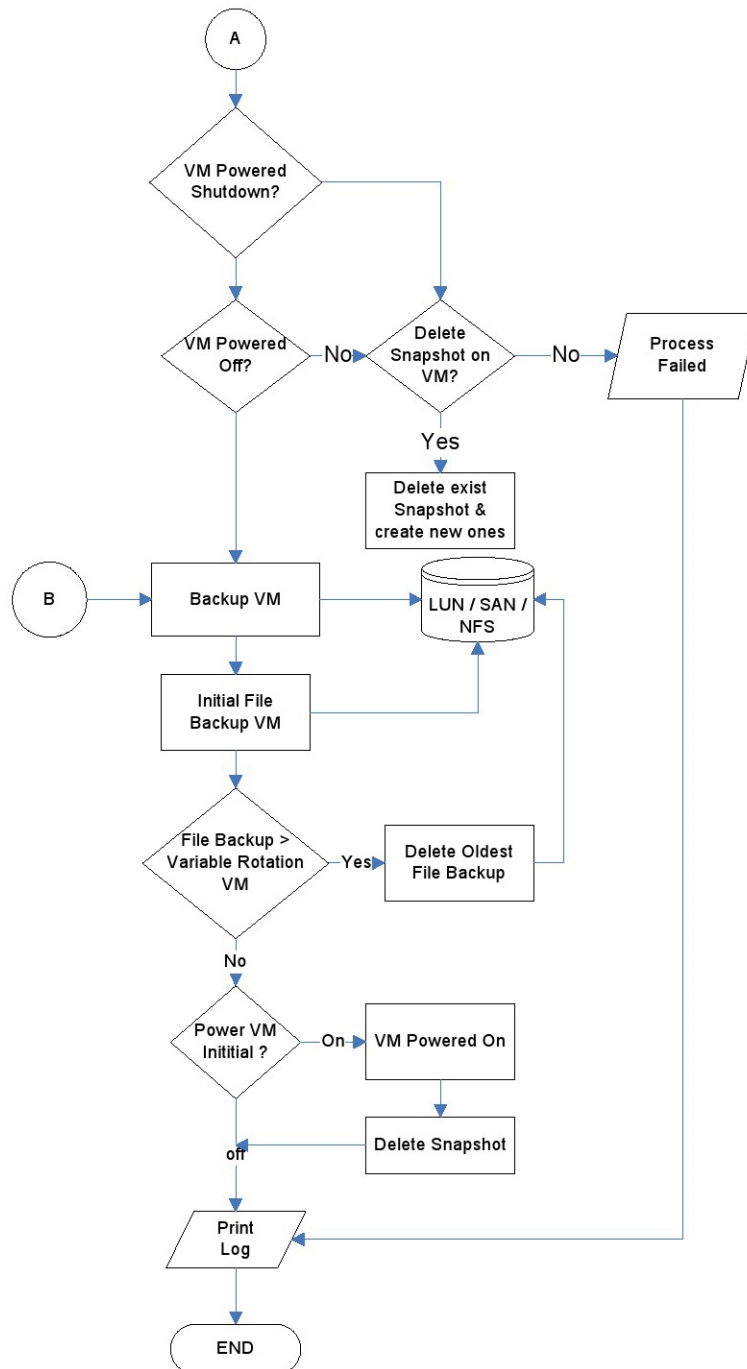 A
VM Powered
Shutdown?
VM Powered
Off?
No
Delete
Snapshot on
VM?
No
Process
Failed
Yes
Delete exist
Snapshot &
create new ones
B
Backup VM
LUN / SAN /
NFS
Initial File
Backup VM
File Backup >
Variable Rotation
VM
Yes
Delete Oldest
File Backup
No
Power VM
Inititial ?
On
VM Powered On
Delete Snapshot
off
Print
Log
END